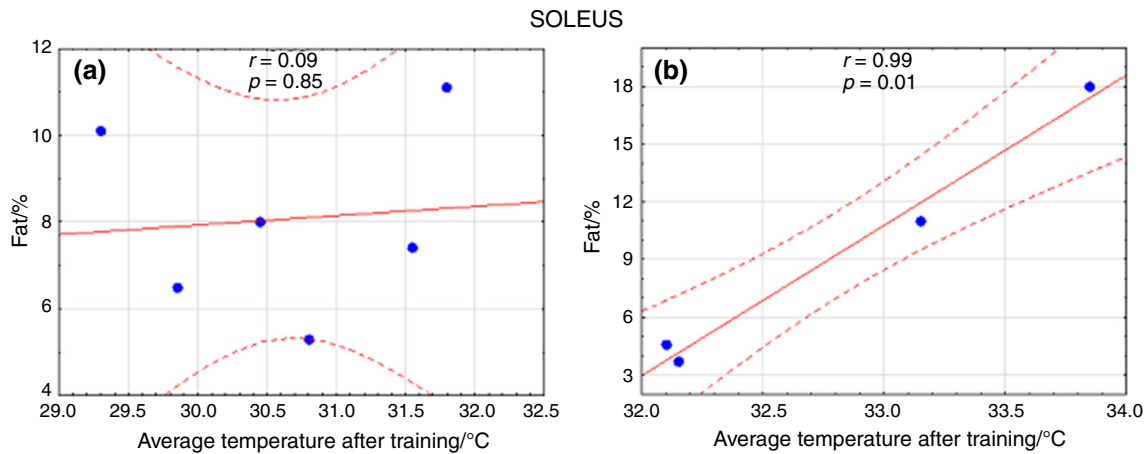 SOLEUS
(a)
r = 0.09
p = 0.85
12
10
8
6
4
Fat/%
29.0 29.5 30.0 30.5 31.0 31.5 32.0 32.5
Average temperature after training/°C
(b)
r = 0.99
p = 0.01
18
15
12
9
6
3
Fat/%
32.0 32.5 33.0 33.5 34.0
Average temperature after training/°C